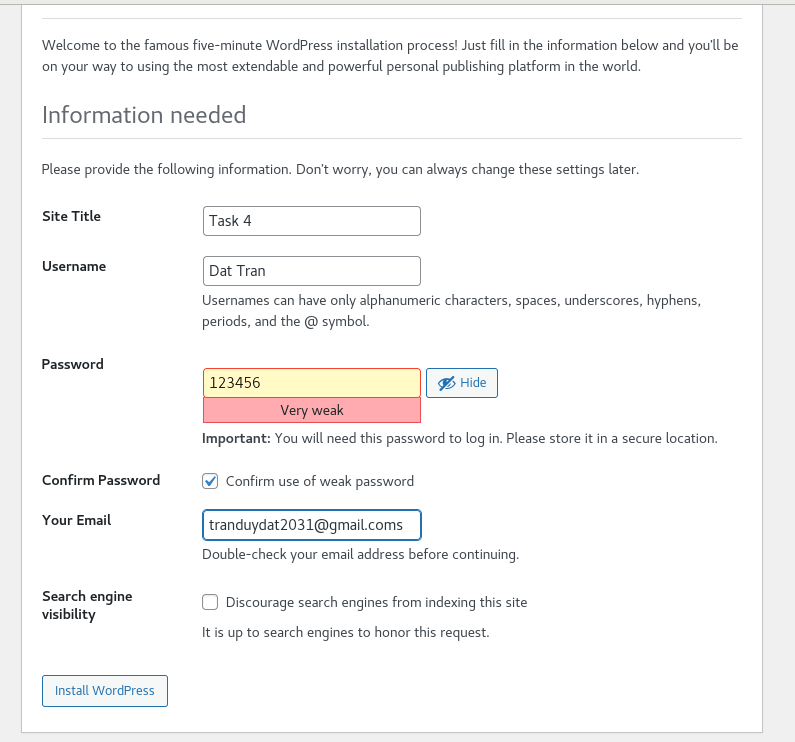 Welcome to the famous five-minute WordPress installation process! Just fill in the information below and you'll be
on your way to using the most extendable and powerful personal publishing platform in the world.
Information needed
Please provide the following information. Don't worry, you can always change these settings later.
Site Title
Task 4
Username
Dat Tran
Usernames can have only alphanumeric characters, spaces, underscores, hyphens,
periods, and the @ symbol.
Password
123456
Hide
Very weak
Important: You will need this password to log in. Please store it in a secure location.
Confirm Password
Confirm use of weak password
Your Email
tranduydat2031@gmail.coms
Double-check your email address before continuing.
Search engine
visibility
Discourage search engines from indexing this site
It is up to search engines to honor this request.
Install WordPress